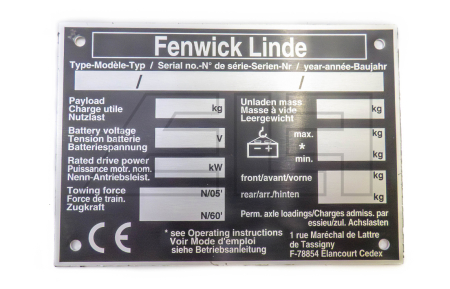 Fenwick Linde
Type-Modèle-Typ / Serial no.-N° de série-Serien-Nr / year-année-Baujahr
/ /
Payload
Charge utile
Nutzlast
kg
Battery voltage
Tension batterie
Batteriespannung
V
Rated drive power
Puissance motr. nom.
Nenn-Antriebsleist.
kW
Towing force
Force de train.
Zugkraft
N/05'
N/60'
Unladen mass
Masse à vide
Leergewicht
kg
max.
kg
*
min.
kg
front/avant/vorne
kg
rear/arr./hinten
kg
Perm. axle loadings/Charges admiss. par
essieu/zul. Achslasten
CE
* see Operating instructions
Voir Mode d'emploi
siehe Betriebsanleitung
1 rue Maréchal de Lattre
de Tassigny
F-78854 Elancourt Cedex